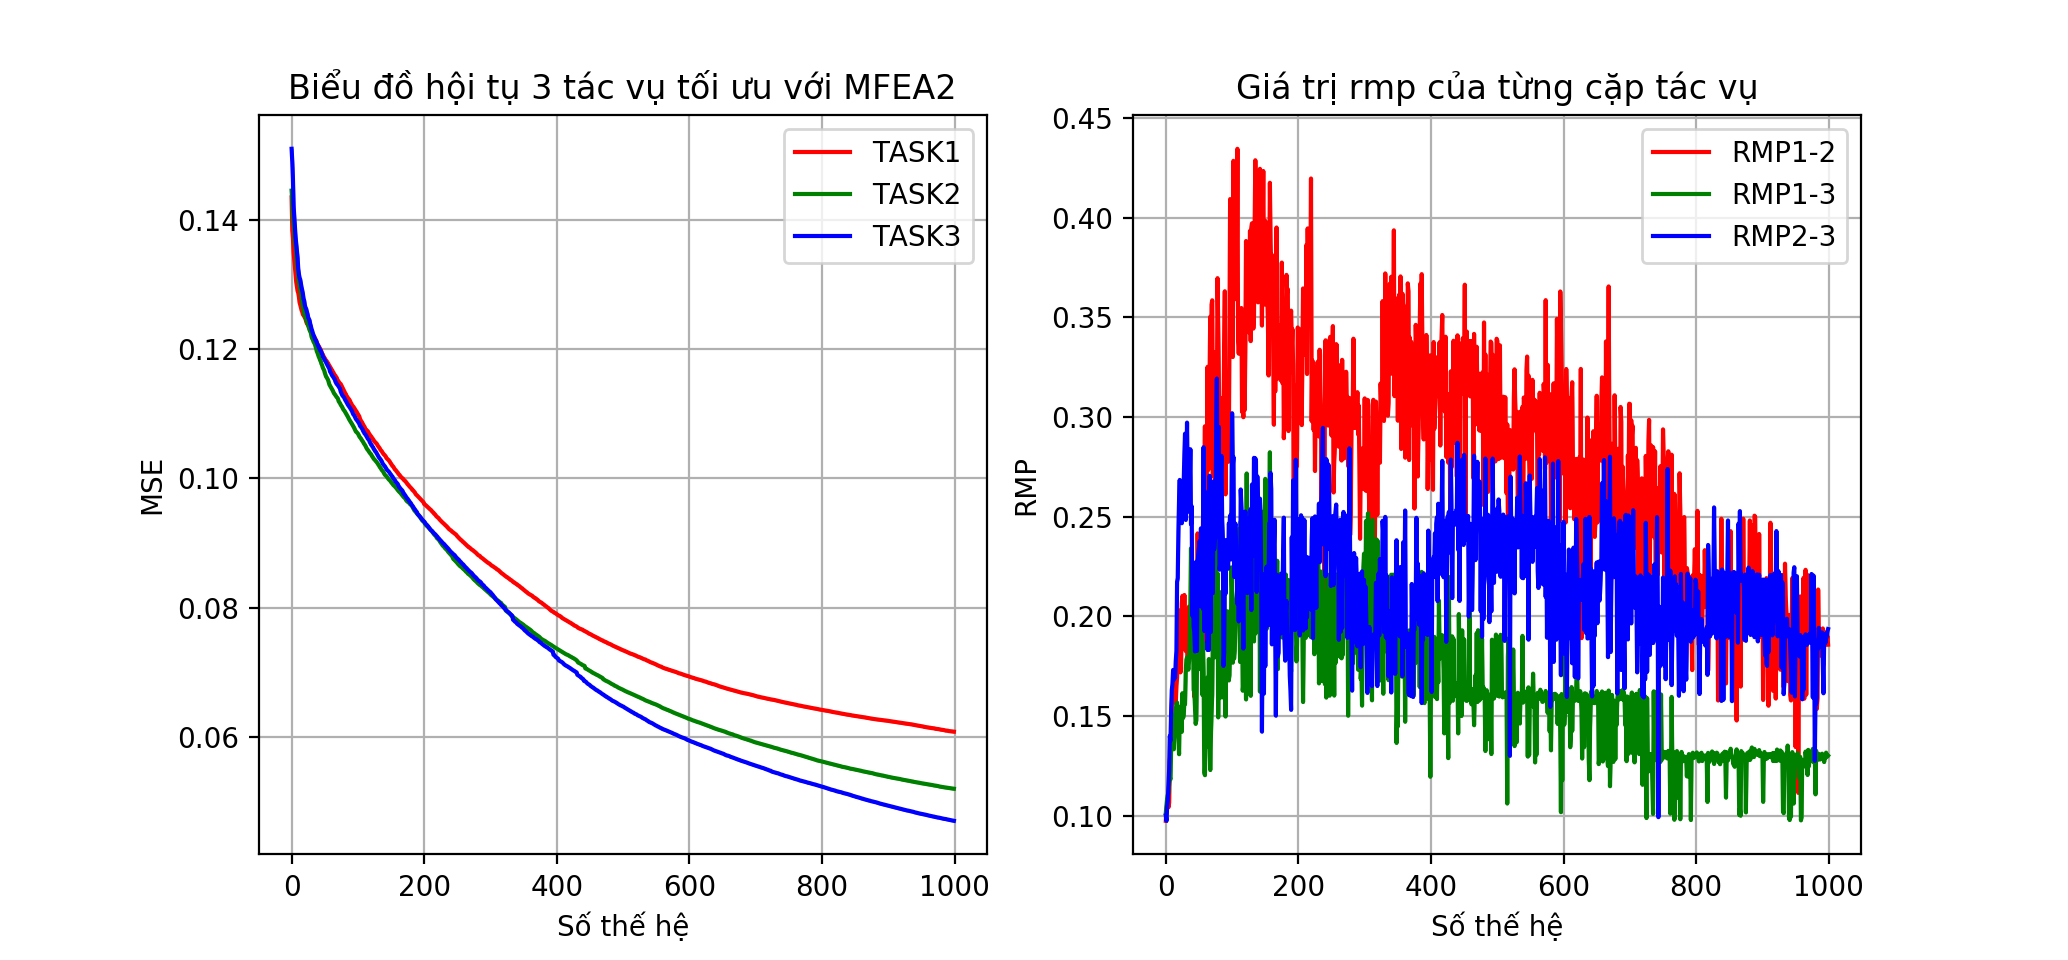 Biểu đồ hội tụ 3 tác vụ tối ưu với MFEA2
TASK1
TASK2
TASK3
MSE
0.14
0.12
0.10
0.08
0.06
0 200 400 600 800 1000
Số thế hệ
Giá trị rmp của từng cặp tác vụ
RMP1-2
RMP1-3
RMP2-3
RMP
0.45
0.40
0.35
0.30
0.25
0.20
0.15
0.10
0 200 400 600 800 1000
Số thế hệ